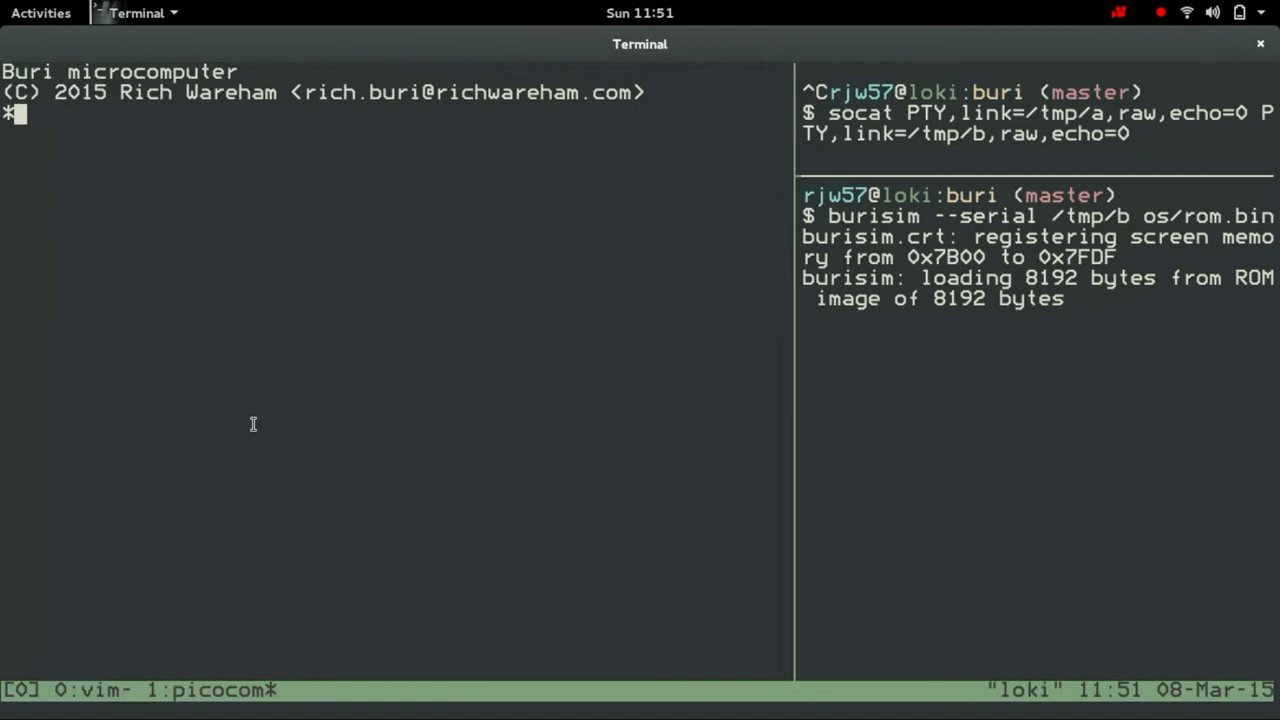 Activities
Terminal
Sun 11:51
Terminal
Buri microcomputer
(C) 2015 Rich Wareham <rich.buri@richwareham.com>
*
^Crjw57@loki:buri (master)
$ socat PTY,link=/tmp/a,raw,echo=0 P
TY,link=/tmp/b,raw,echo=0
rjw57@loki:buri (master)
$ burisim --serial /tmp/b os/rom.bin
burisim.crt: registering screen memo
ry from 0x7B00 to 0x7FDF
burisim: loading 8192 bytes from ROM
image of 8192 bytes
[0] 0:vim- 1:picocom*
"loki" 11:51 08-Mar-15